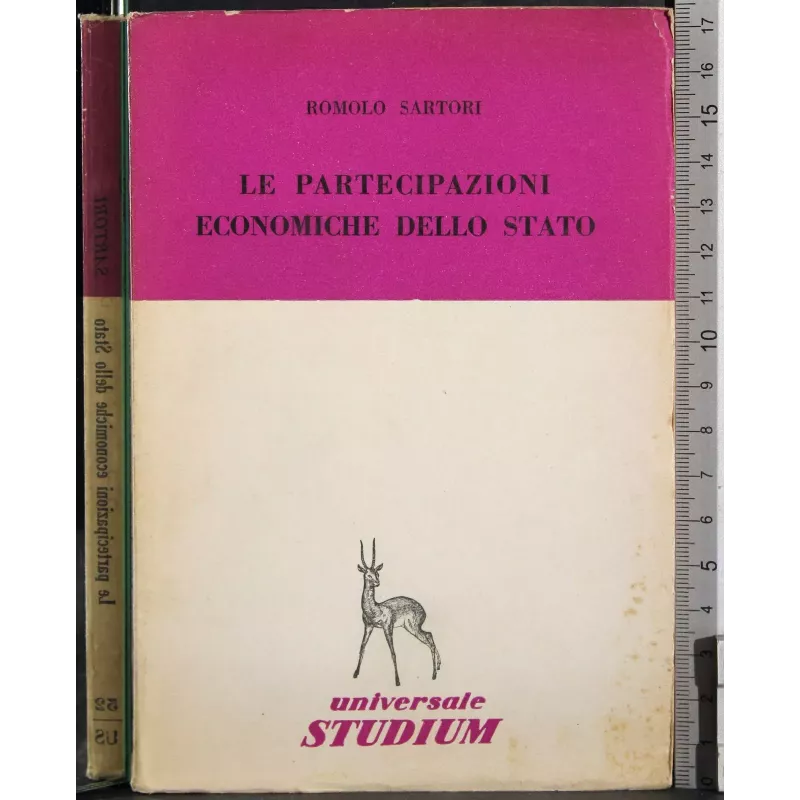 ROMOLO SARTORI
LE PARTECIPAZIONI
ECONOMICHE DELLO STATO
universale
STUDIUM
SARTORI
Le partecipazioni economiche dello Stato
52
US
17
16
15
14
13
12
11
10
9
8
7
6
5
4
3
2
1
0